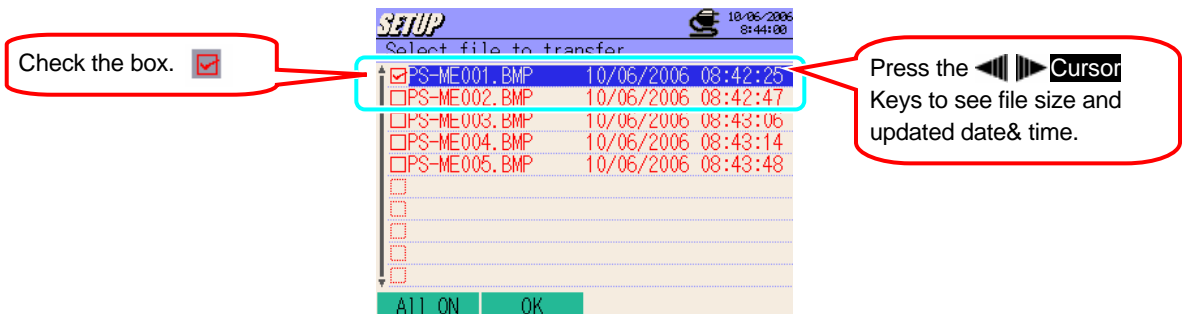 SETUP
10/06/2006
8:44:00
Select file to transfer
Check the box.
PS-ME001.BMP 10/06/2006 08:42:25
PS-ME002.BMP 10/06/2006 08:42:47
PS-ME003.BMP 10/06/2006 08:43:06
PS-ME004.BMP 10/06/2006 08:43:14
PS-ME005.BMP 10/06/2006 08:43:48
All ON OK
Press the Cursor
Keys to see file size and
updated date& time.